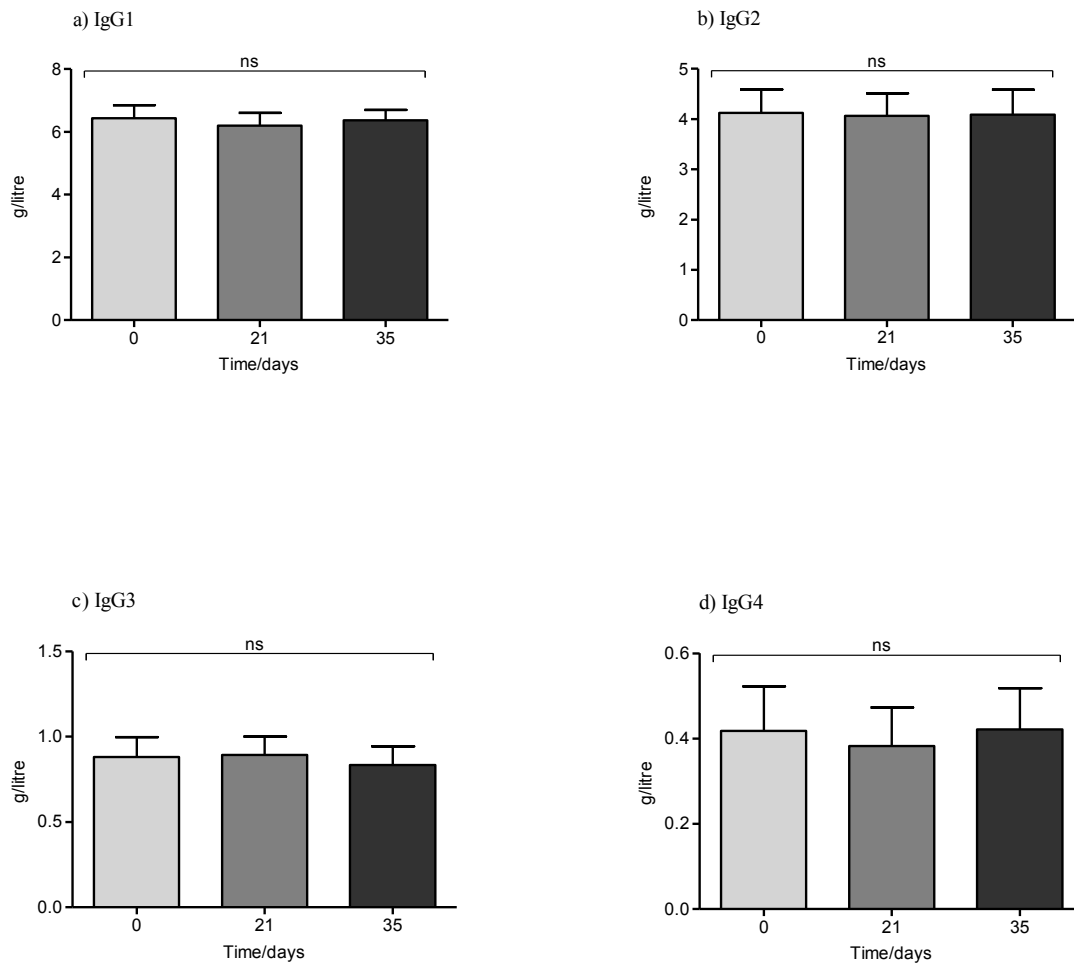 a) IgG1
ns
8
6
4
2
0
g/litre
0 21 35
Time/days
b) IgG2
ns
5
4
3
2
1
0
g/litre
0 21 35
Time/days
c) IgG3
ns
1.5
1.0
0.5
0.0
g/litre
0 21 35
Time/days
d) IgG4
ns
0.6
0.4
0.2
0.0
g/litre
0 21 35
Time/days